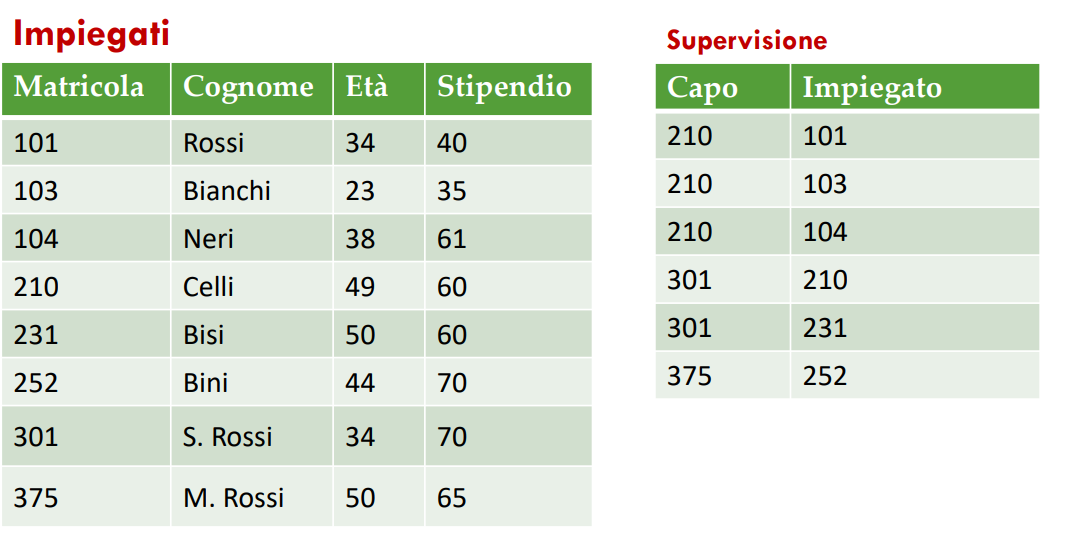 Impiegati
Matricola Cognome Età Stipendio
101 Rossi 34 40
103 Bianchi 23 35
104 Neri 38 61
210 Celli 49 60
231 Bisi 50 60
252 Bini 44 70
301 S. Rossi 34 70
375 M. Rossi 50 65
Supervisione
Capo Impiegato
210 101
210 103
210 104
301 210
301 231
375 252